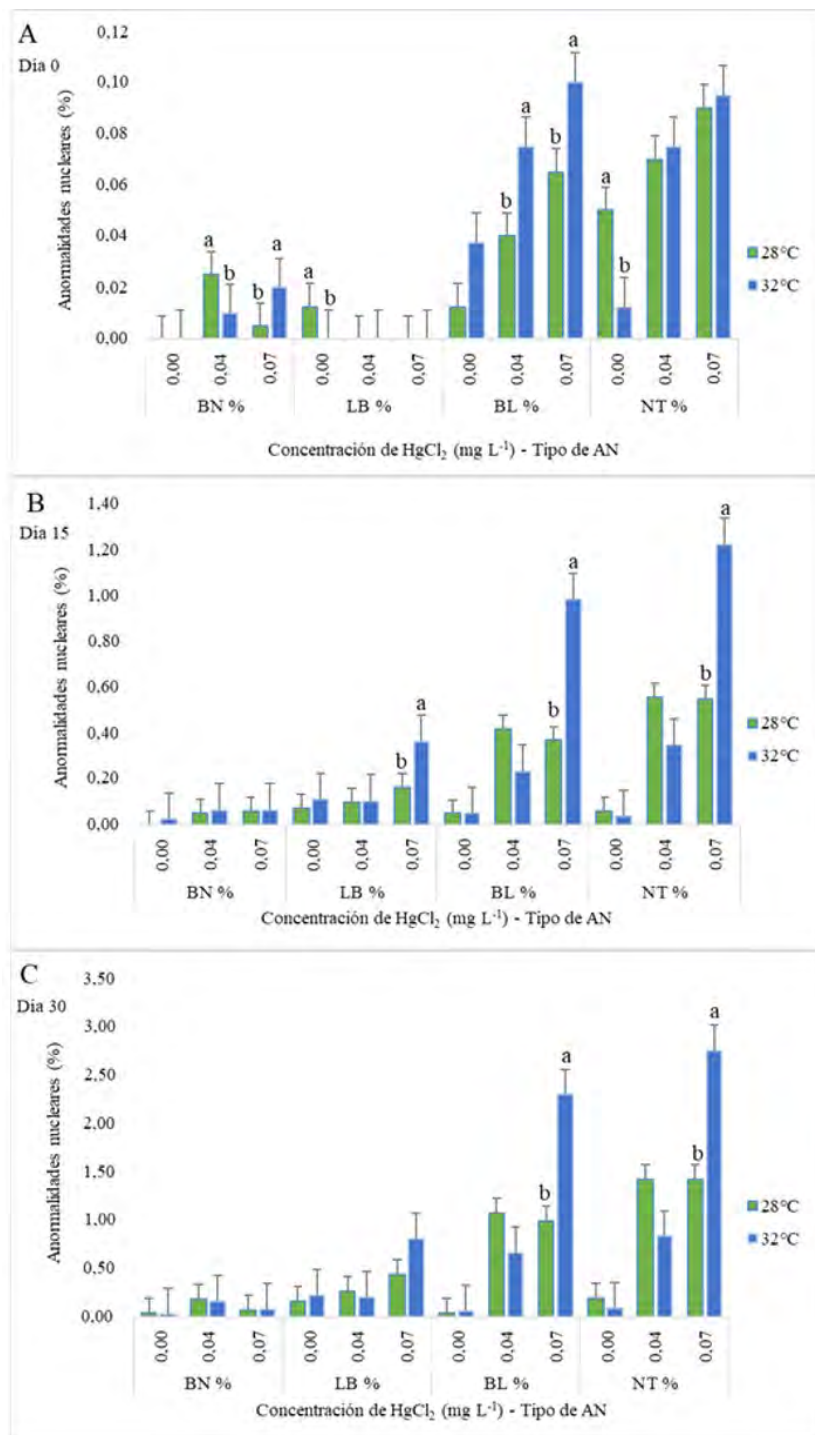 A
Dia 0
Anormalidades nucleares (%)
0,12
0,10
0,08
0,06
0,04
0,02
0,00
a
b
b
a
a
b
b
a
b
a
a
b
28°C
32°C
0,00
0,04
0,07
0,00
0,04
0,07
0,00
0,04
0,07
0,00
0,04
0,07
BN %
LB %
BL %
NT %
Concentración de HgCl₂ (mg L⁻¹) - Tipo de AN
B
Dia 15
Anormalidades nucleares (%)
1,40
1,20
1,00
0,80
0,60
0,40
0,20
0,00
b
a
b
a
b
a
28°C
32°C
0,00
0,04
0,07
0,00
0,04
0,07
0,00
0,04
0,07
0,00
0,04
0,07
BN %
LB %
BL %
NT %
Concentración de HgCl₂ (mg L⁻¹) - Tipo de AN
C
Dia 30
Anormalidades nucleares (%)
3,50
3,00
2,50
2,00
1,50
1,00
0,50
0,00
b
a
b
a
28°C
32°C
0,00
0,04
0,07
0,00
0,04
0,07
0,00
0,04
0,07
0,00
0,04
0,07
BN %
LB %
BL %
NT %
Concentración de HgCl₂ (mg L⁻¹) - Tipo de AN